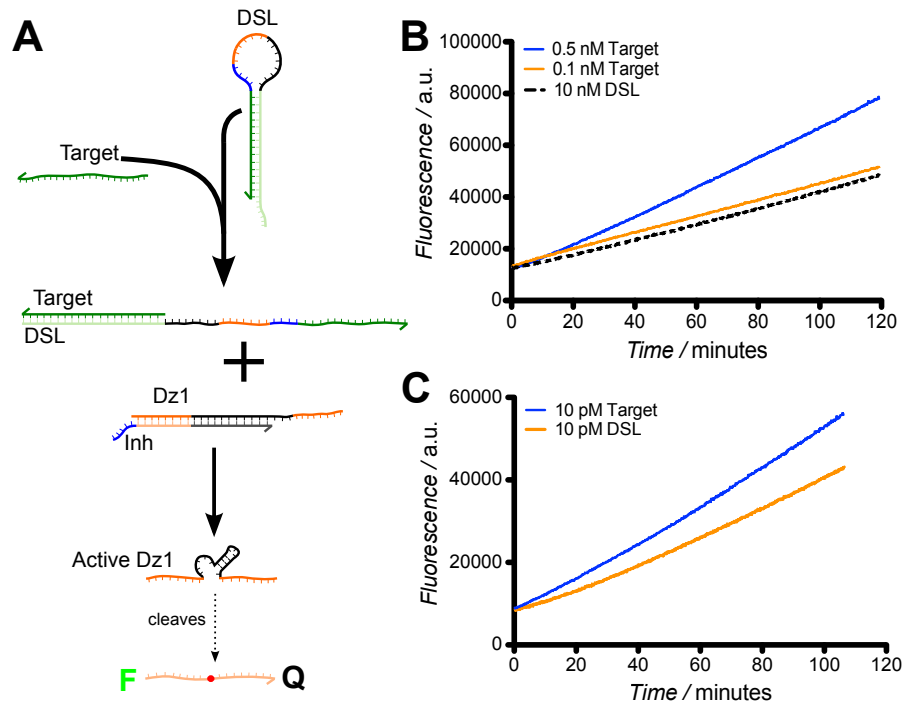 A
DSL
Target
Target
DSL
Dz1
Inh
Active Dz1
cleaves
F
Q
B
100000
80000
60000
40000
20000
0
Fluorescence / a.u.
0.5 nM Target
0.1 nM Target
10 nM DSL
0 20 40 60 80 100 120
Time / minutes
C
60000
40000
20000
0
Fluorescence / a.u.
10 pM Target
10 pM DSL
0 20 40 60 80 100 120
Time / minutes